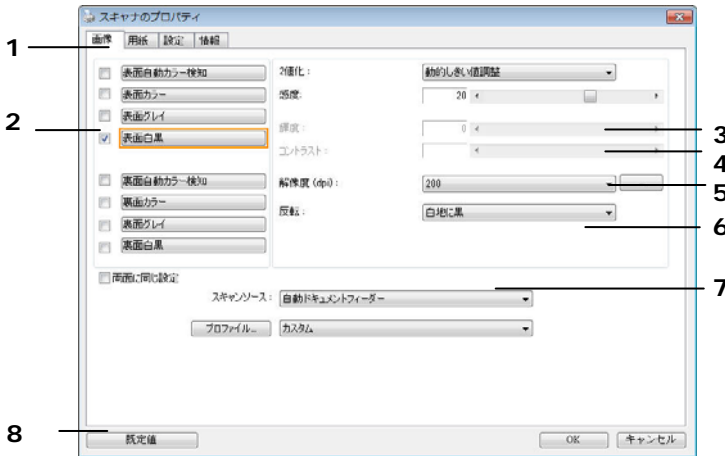 スキャナのプロパティ
1
画像 用紙 設定 情報
表面自動カラー検知
表面カラー
表面グレイ
2
表面白黒
裏面自動カラー検知
裏面カラー
裏面グレイ
裏面白黒
2値化: 動的しきい値調整
感度: 20
輝度: 0 3
コントラスト: 4
解像度 (dpi): 200 5
反転: 白地に黒 6
両面に同じ設定
スキャンソース: 自動ドキュメントフィーダー 7
プロファイル... カスタム
8
既定値 OK キャンセル